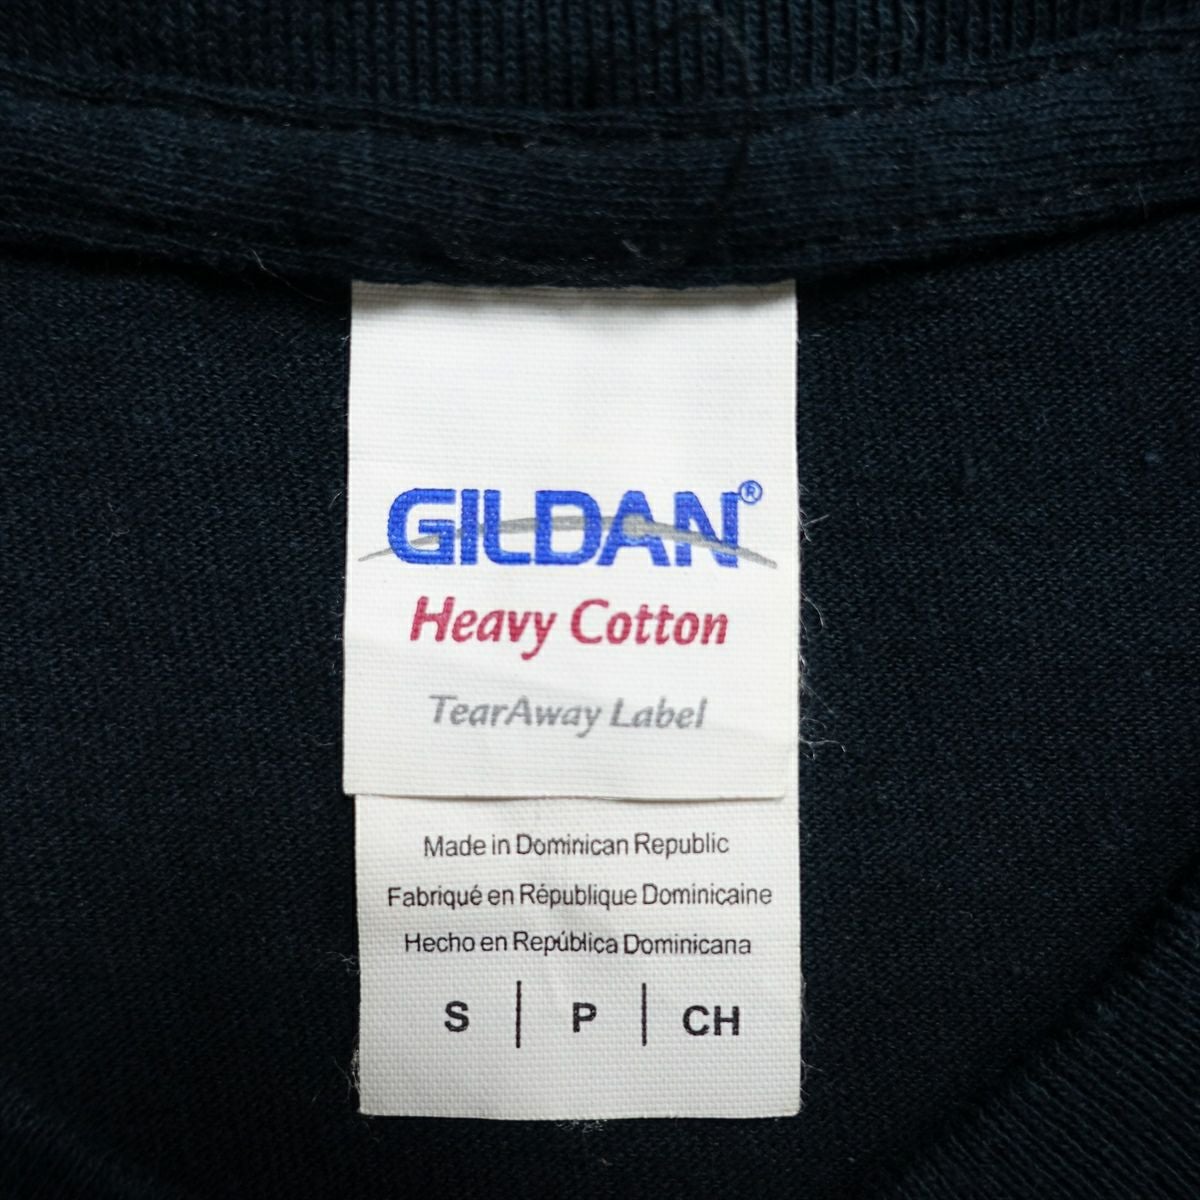 GILDAN®
Heavy Cotton
TearAway Label
Made in Dominican Republic
Fabriqué en République Dominicaine
Hecho en República Dominicana
S | P | CH